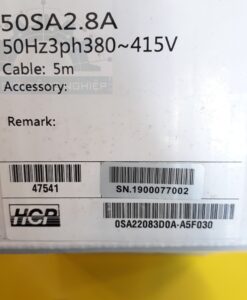 50SA2.8A
50Hz3ph380~415V
Cable: 5m
Accessory:
Remark:
47541
SN.1900077002
HCP
0SA22083D0A-A5F030